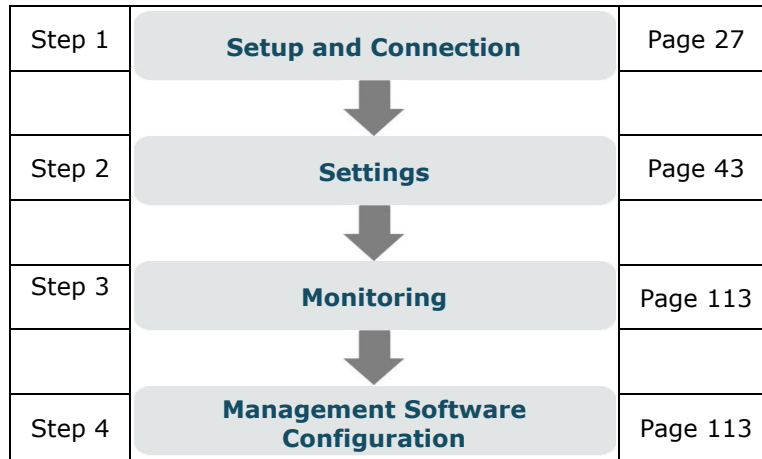 Step 1
Setup and Connection
Page 27
Step 2
Settings
Page 43
Step 3
Monitoring
Page 113
Step 4
Management Software
Configuration
Page 113